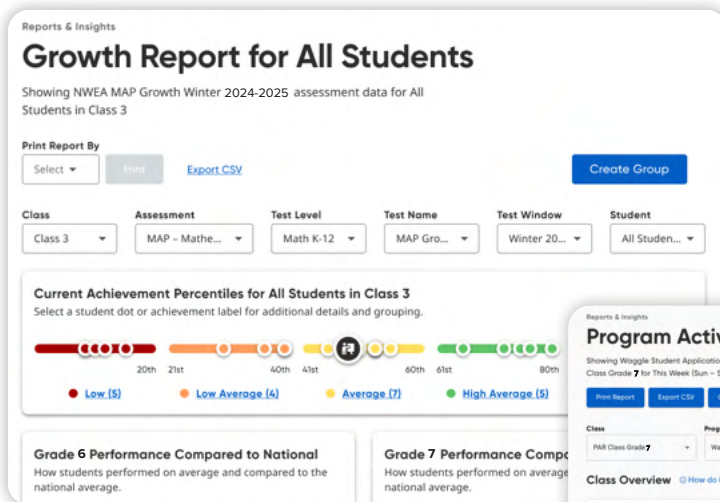 Reports & Insights
Growth Report for All Students
Showing NWEA MAP Growth Winter 2024-2025 assessment data for All
Students in Class 3
Print Report By
Select
Print
Export CSV
Create Group
Class
Assessment
Test Level
Test Name
Test Window
Student
Class 3
MAP – Mathe...
Math K-12
MAP Gro...
Winter 20...
All Studen...
Current Achievement Percentiles for All Students in Class 3
Select a student dot or achievement label for additional details and grouping.
20th 21st 40th 41st 60th 61st 80th
Low (5)
Low Average (4)
Average (7)
High Average (5)
Grade 6 Performance Compared to National
How students performed on average and compared to the
national average.
Grade 7 Performance Comp
How students performed on average
national average.
Reports & Insights
Program Activ
Showing Waggle Student Applicatio
Class Grade 7 for This Week (Sun – S
Print Report
Export CSV
Class
Prog
PAR Class Grade 7
Wa
Class Overview
How do